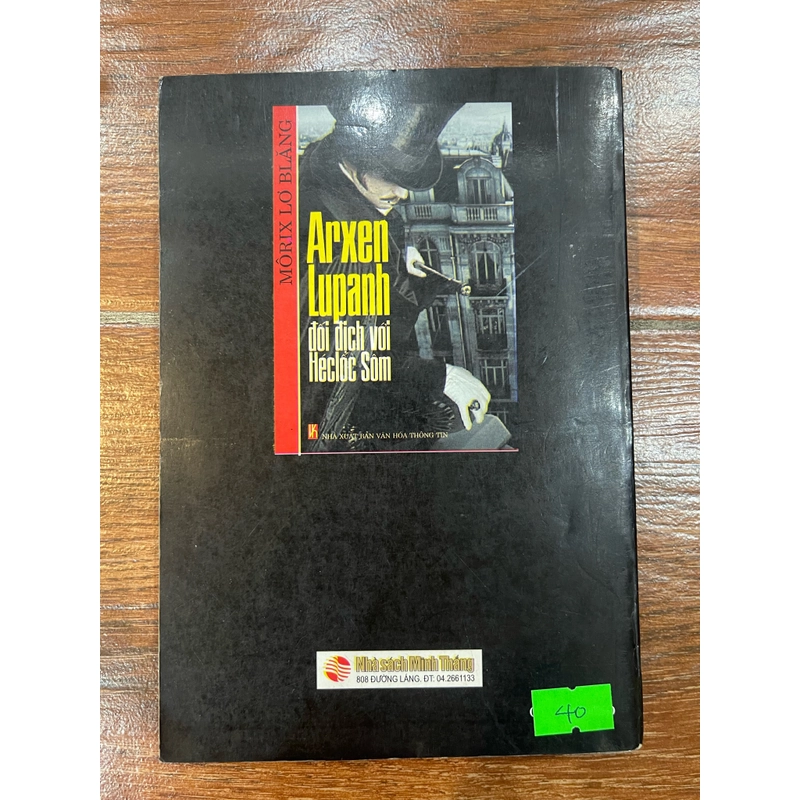 MÔRIX LƠ BLĂNG
Arxen
Lupanh
đối địch với
Héclốc Sôm
NHÀ XUẤT BẢN VĂN HÓA THÔNG TIN
Nhà sách Minh Thắng
808 ĐƯỜNG LÁNG. ĐT: 04.2661133
40